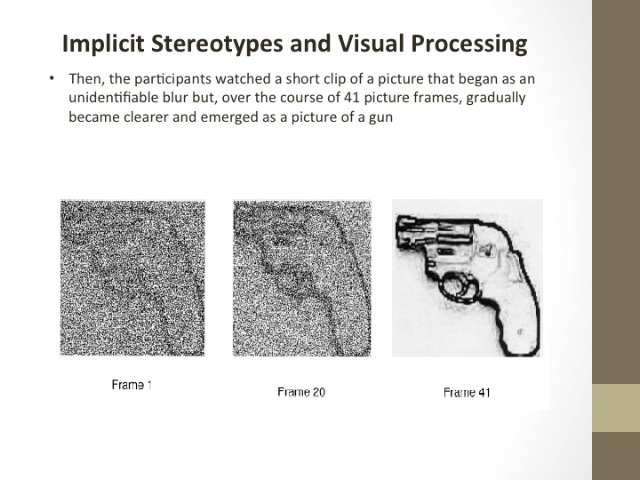 Implicit Stereotypes and Visual Processing
• Then, the participants watched a short clip of a picture that began as an
unidentifiable blur but, over the course of 41 picture frames, gradually
became clearer and emerged as a picture of a gun
Frame 1
Frame 20
Frame 41